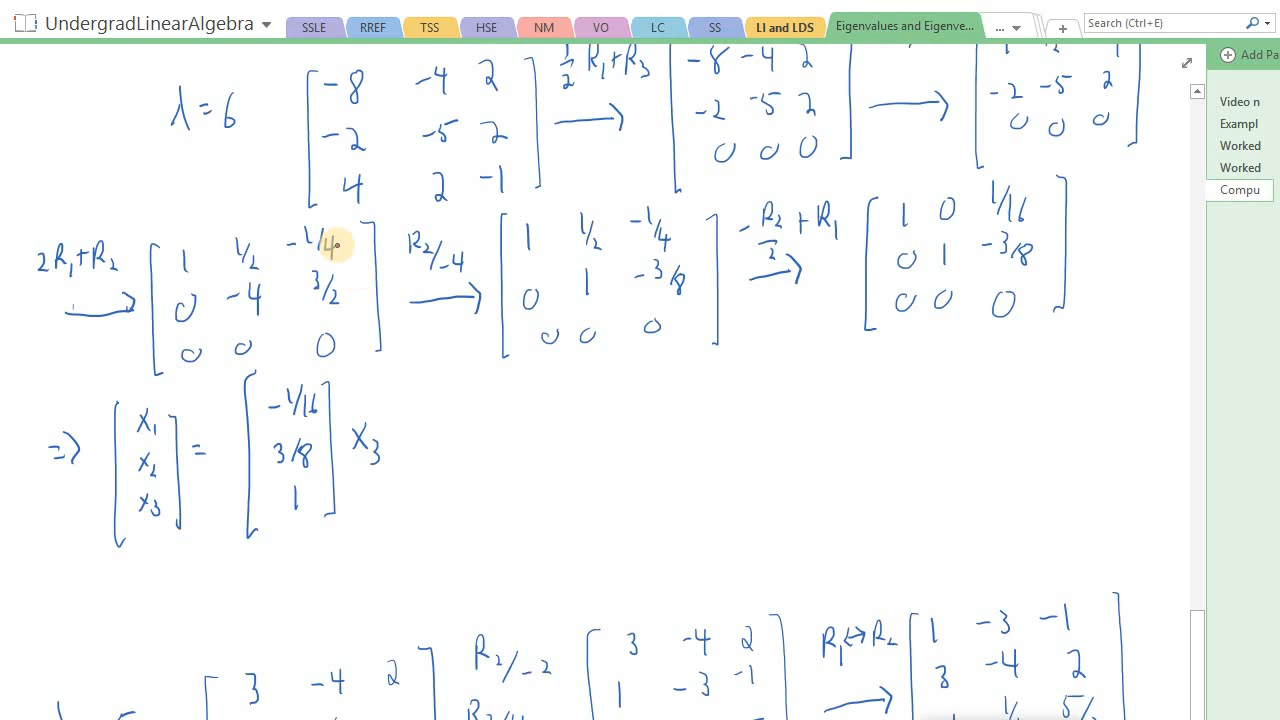 UndergradLinearAlgebra
SSLE RREF TSS HSE NM VO LC SS LI and LDS Eigenvalues and Eigenve... ... +
Search (Ctrl+E)
Add Pa
Video n
Exampl
Worked
Worked
Compu
λ=6
-8 -4 2
-2 -5 2
4 2 -1
1/2 R1+R3
-8 -4 2
-2 -5 2
0 0 0
-2 -5 2
0 0 0
2R1+R2
1 1/2 -1/4
0 -4 3/2
0 0 0
R2/-4
1 1/2 -1/4
0 1 -3/8
0 0 0
-R2/2 + R1
1 0 1/16
0 1 -3/8
0 0 0
=> x1 x2 x3 = -1/16 3/8 1 x3
3 -4 2
R2/-2
3 -4 2
1 -3 -1
R1↔R2
1 -3 -1
3 -4 2